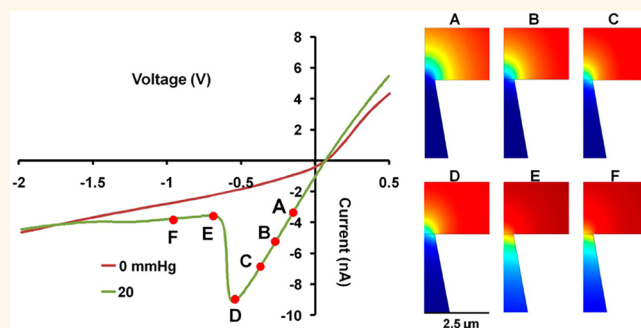 8
6
4
2
-2
-4
-6
-8
-10
Voltage (V)
-2
-1.5
-1
-0.5
0
0.5
Current (nA)
A
B
C
D
E
F
0 mmHg
20
A B C
D E F
2.5 µm